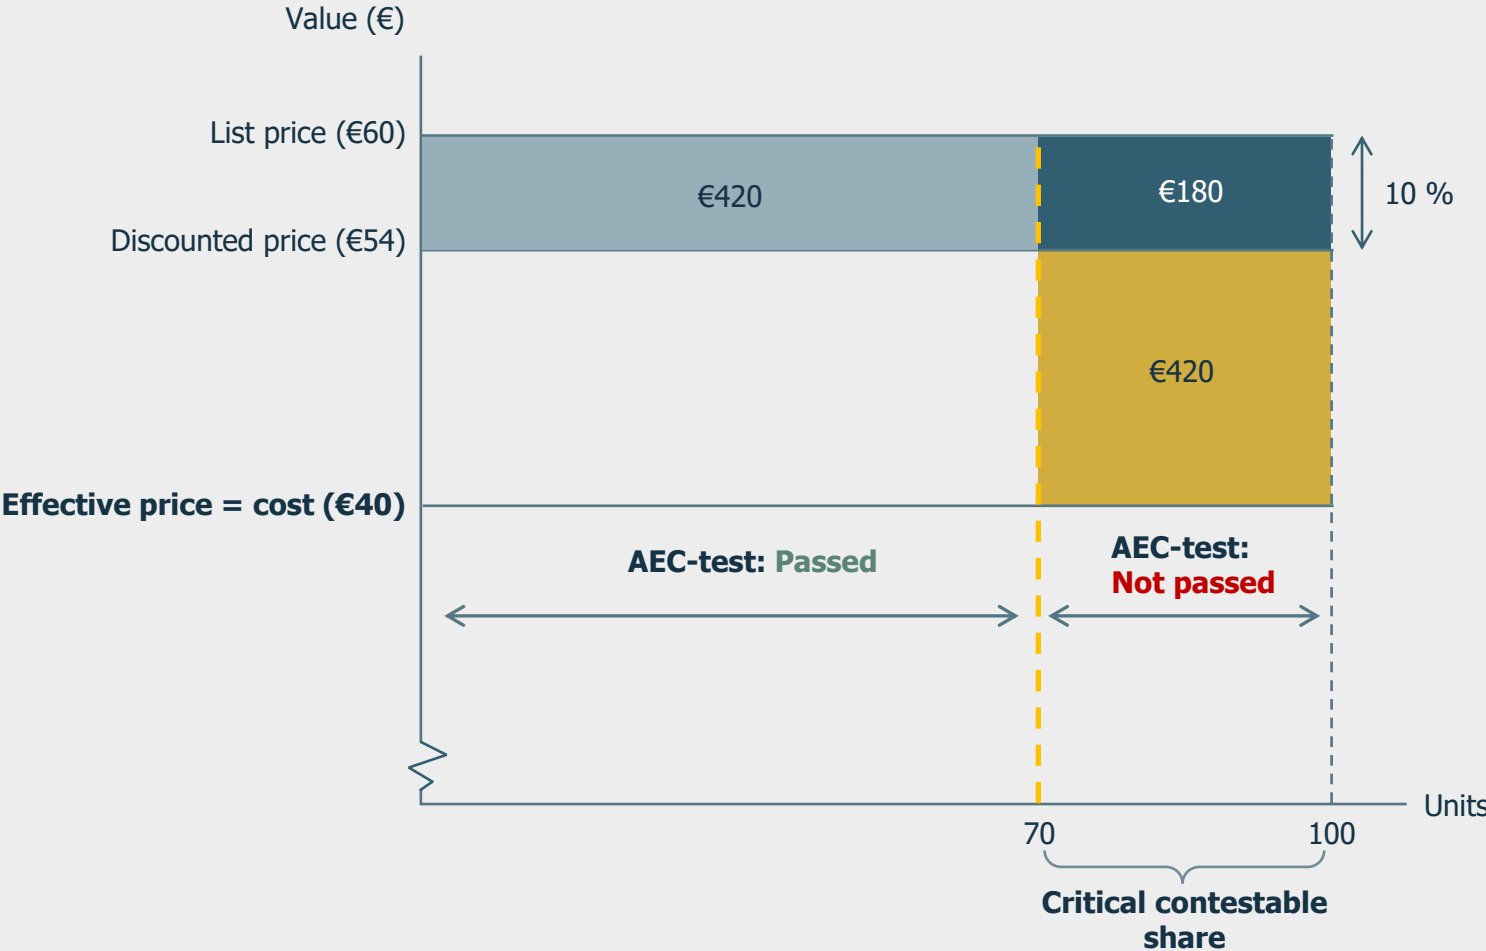 Value (€)
List price (€60)
€420
€180
10 %
Discounted price (€54)
€420
Effective price = cost (€40)
AEC-test: Passed
AEC-test:
Not passed
Units
70
100
Critical contestable
share